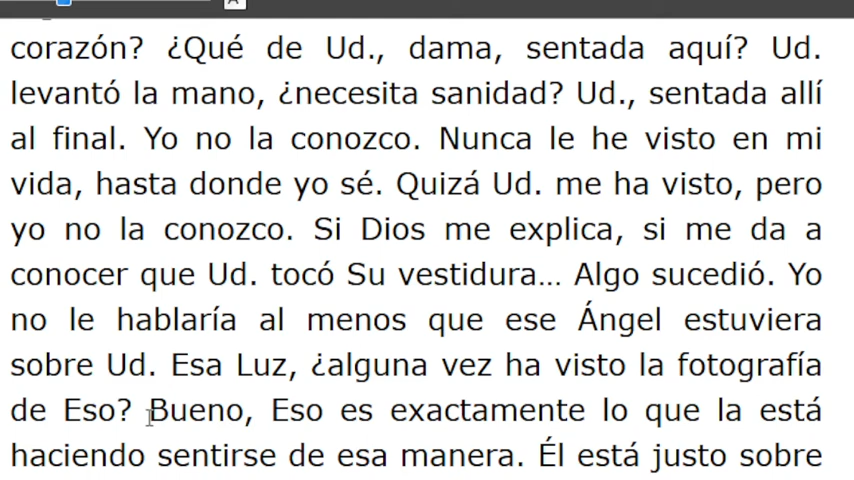 corazón? ¿Qué de Ud., dama, sentada aquí? Ud.
levantó la mano, ¿necesita sanidad? Ud., sentada allí
al final. Yo no la conozco. Nunca le he visto en mi
vida, hasta donde yo sé. Quizá Ud. me ha visto, pero
yo no la conozco. Si Dios me explica, si me da a
conocer que Ud. tocó Su vestidura... Algo sucedió. Yo
no le hablaría al menos que ese Ángel estuviera
sobre Ud. Esa Luz, ¿alguna vez ha visto la fotografía
de Eso? Bueno, Eso es exactamente lo que la está
haciendo sentirse de esa manera. Él está justo sobre